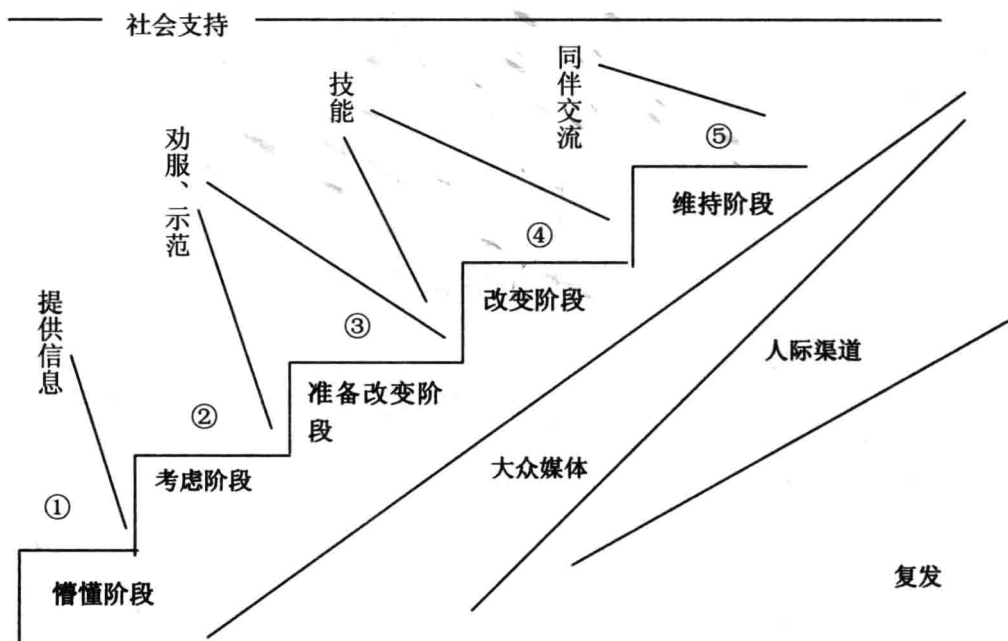 社会支持
同伴交流
技能
劝服、示范
提供信息
⑤
维持阶段
④
改变阶段
③
准备改变阶
段
②
考虑阶段
①
懵懂阶段
人际渠道
大众媒体
复发